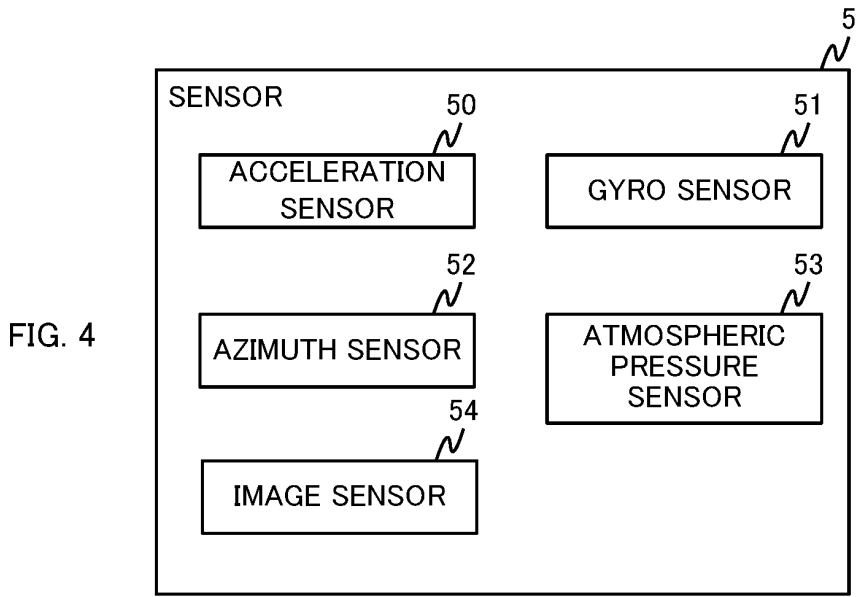 5
SENSOR
50
ACCELERATION
SENSOR
51
GYRO SENSOR
52
AZIMUTH SENSOR
53
ATMOSPHERIC
PRESSURE
SENSOR
54
IMAGE SENSOR
FIG. 4